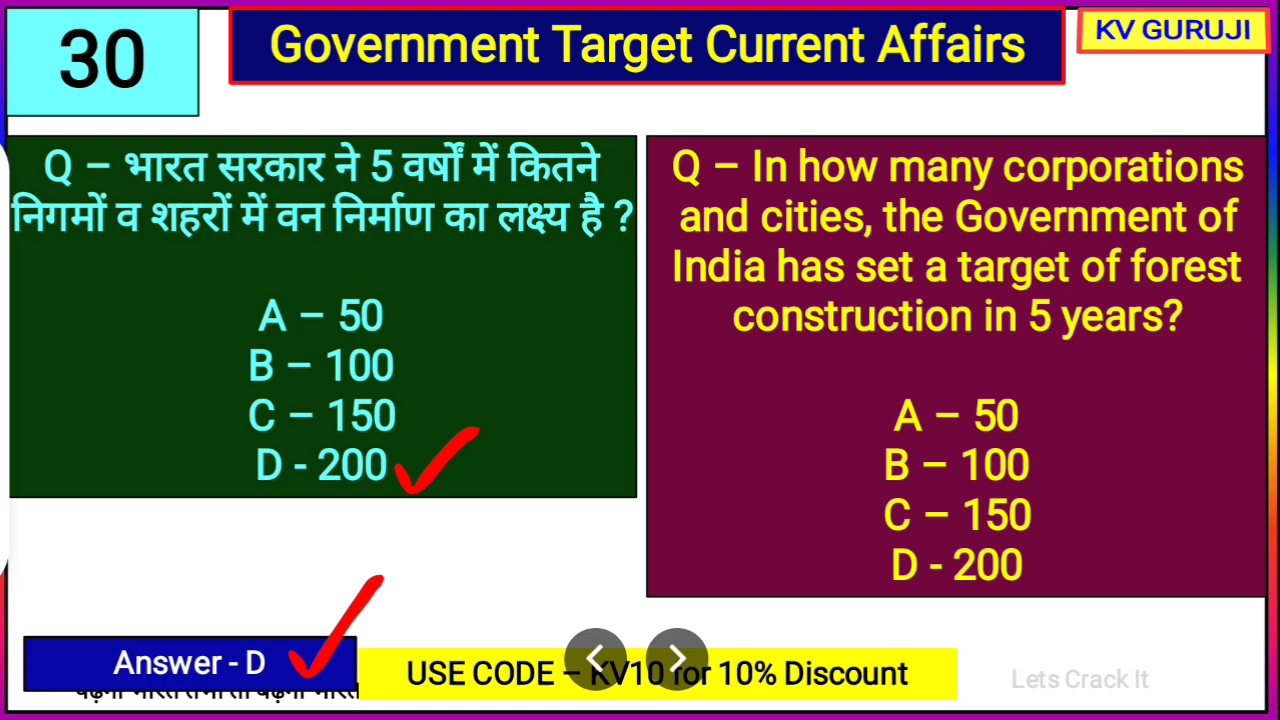 30
Government Target Current Affairs
KV GURUJI
Q – भारत सरकार ने 5 वर्षों में कितने
निगमों व शहरों में वन निर्माण का लक्ष्य है ?
A – 50
B – 100
C – 150
D - 200
Q – In how many corporations
and cities, the Government of
India has set a target of forest
construction in 5 years?
A – 50
B – 100
C – 150
D - 200
Answer - D
USE CODE – KV10 for 10% Discount
Lets Crack It